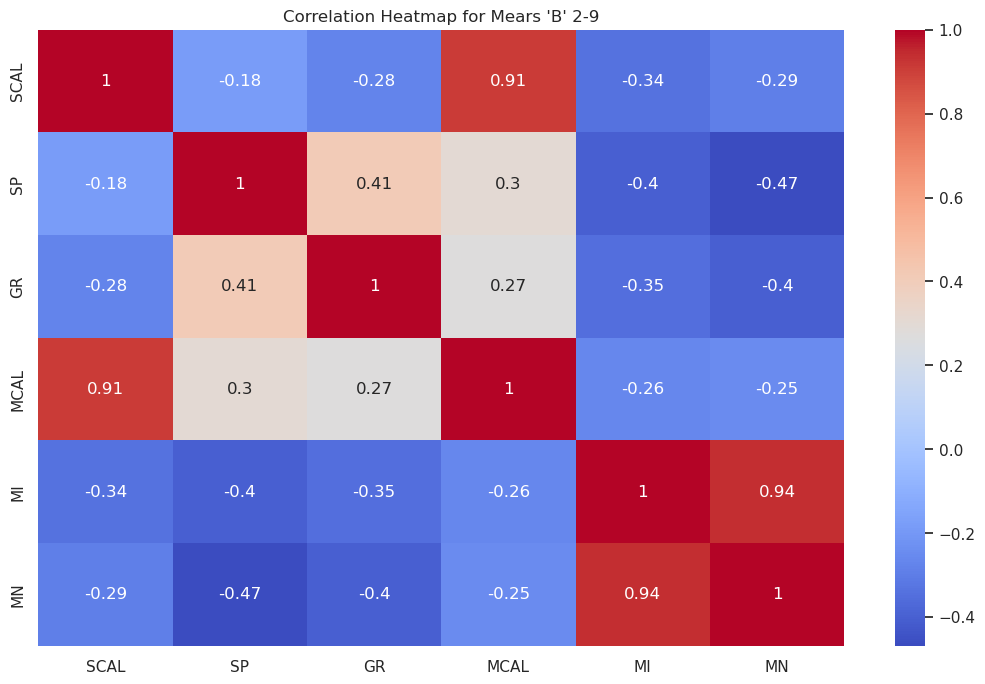 Correlation Heatmap for Mears 'B' 2-9
SCAL 1 -0.18 -0.28 0.91 -0.34 -0.29
SP -0.18 1 0.41 0.3 -0.4 -0.47
GR -0.28 0.41 1 0.27 -0.35 -0.4
MCAL 0.91 0.3 0.27 1 -0.26 -0.25
MI -0.34 -0.4 -0.35 -0.26 1 0.94
MN -0.29 -0.47 -0.4 -0.25 0.94 1
SCAL SP GR MCAL MI MN
1.0
0.8
0.6
0.4
0.2
0.0
−0.2
−0.4